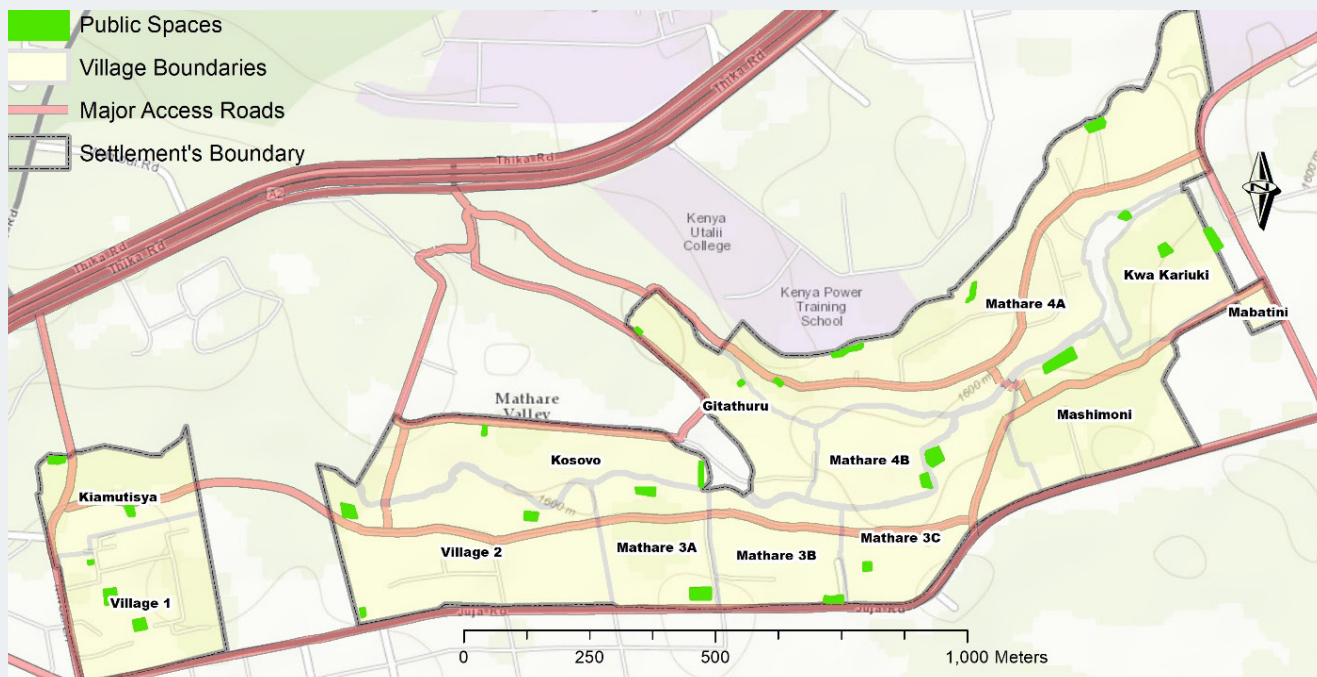 Public Spaces
Village Boundaries
Major Access Roads
Settlement's Boundary
Thika Rd
Thika Rd
A2
Thika Rd
Thika Rd
Kenya
Utalii
College
Kenya Power
Training
School
1600 m
N
Mathare 4A
Kwa Kariuki
Mabatini
Mathare
Valley
Gitathuru
1600 m
Mashimoni
Kosovo
Mathare 4B
Kiamutisya
1600 m
Village 2
Mathare 3A
Mathare 3B
Mathare 3C
Village 1
Juja Rd
Juja Rd
0
250
500
1,000 Meters